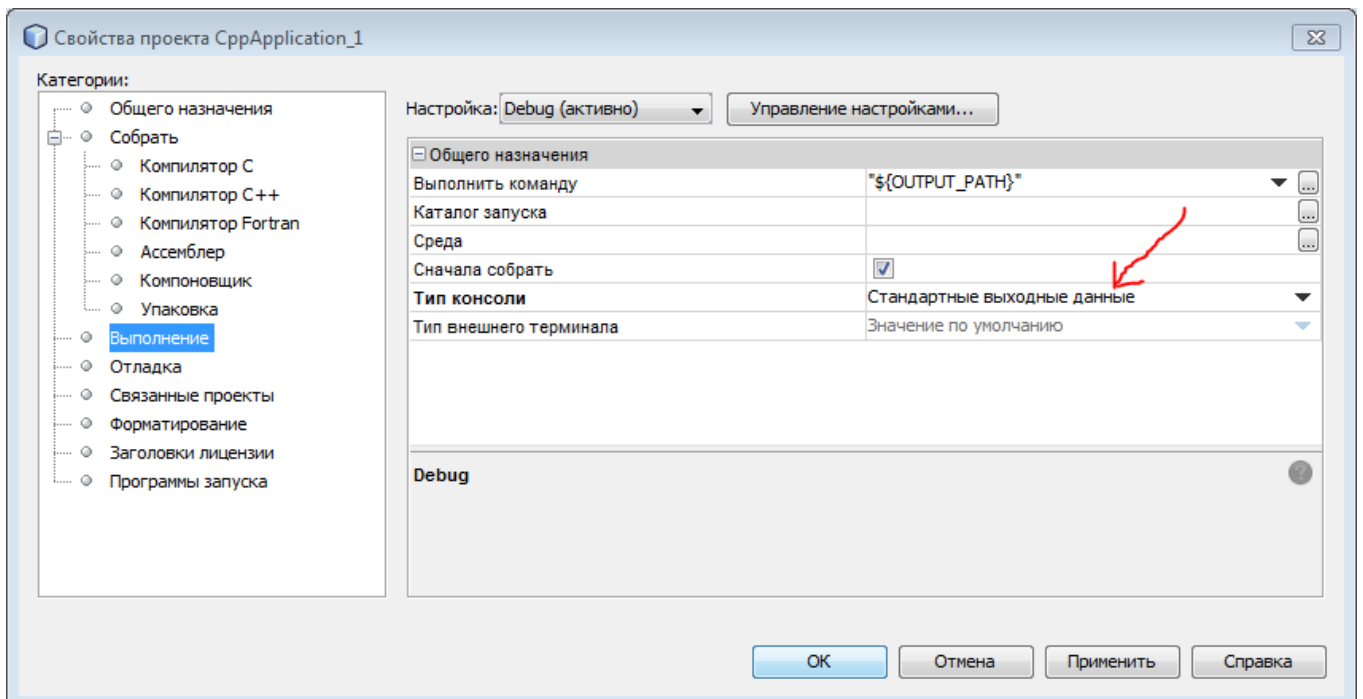 Свойства проекта CppApplication_1
Категории:
Общего назначения
Собрать
Компилятор C
Компилятор C++
Компилятор Fortran
Ассемблер
Компоновщик
Упаковка
Выполнение
Отладка
Связанные проекты
Форматирование
Заголовки лицензии
Программы запуска
Настройка: Debug (активно) Управление настройками...
Общего назначения
Выполнить команду "${OUTPUT_PATH}" ...
Каталог запуска ...
Среда ...
Сначала собрать
Тип консоли Стандартные выходные данные
Тип внешнего терминала Значение по умолчанию
Debug ?
OK Отмена Применить Справка